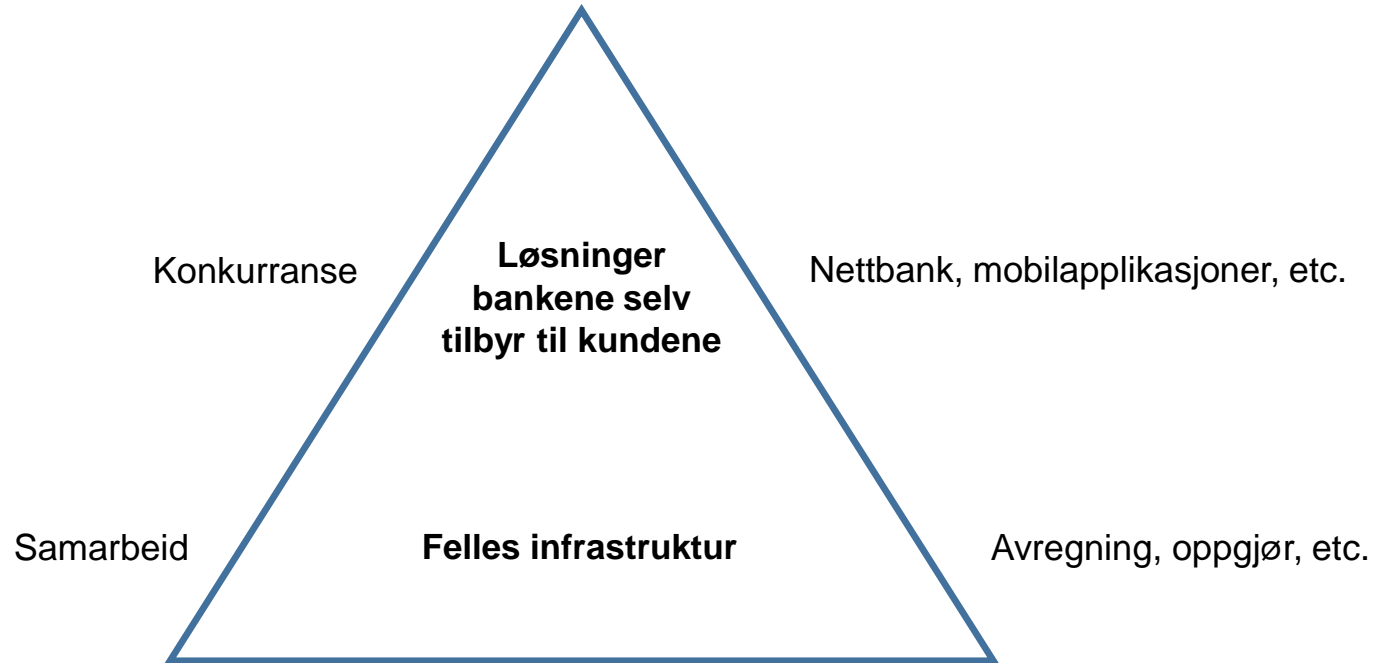 Konkurranse
Løsninger
bankene selv
tilbyr til kundene
Nettbank, mobilapplikasjoner, etc.
Samarbeid
Felles infrastruktur
Avregning, oppgjør, etc.